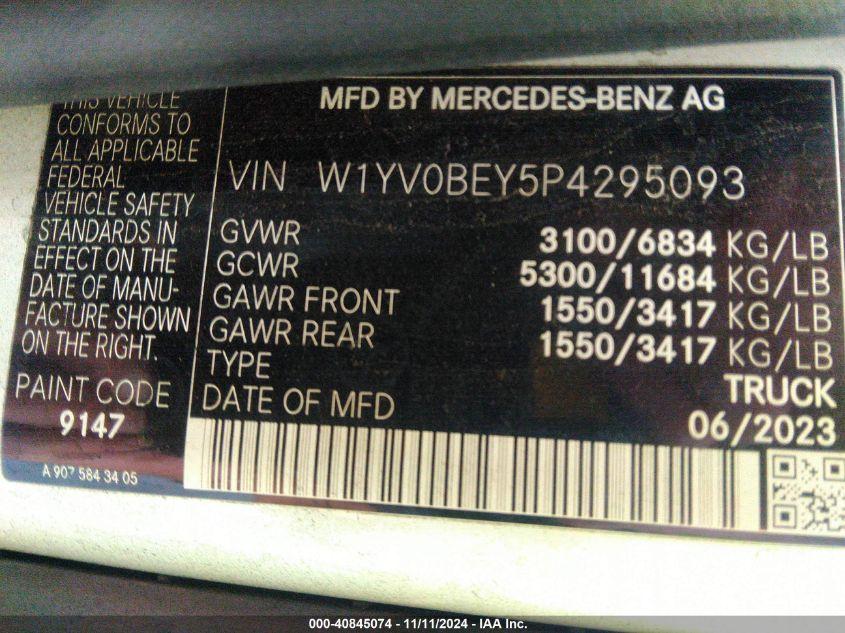 THIS VEHICLE
CONFORMS TO
ALL APPLICABLE
FEDERAL
VEHICLE SAFETY
STANDARDS IN
EFFECT ON THE
DATE OF MANU-
FACTURE SHOWN
ON THE RIGHT.
PAINT CODE
9147
A 907 584 34 05
MFD BY MERCEDES-BENZ AG
VIN W1YV0BEY5P4295093
GVWR 3100/6834 KG/LB
GCWR 5300/11684 KG/LB
GAWR FRONT 1550/3417 KG/LB
GAWR REAR 1550/3417 KG/LB
TYPE TRUCK
DATE OF MFD 06/2023
000-40845074 - 11/11/2024 - IAA Inc.